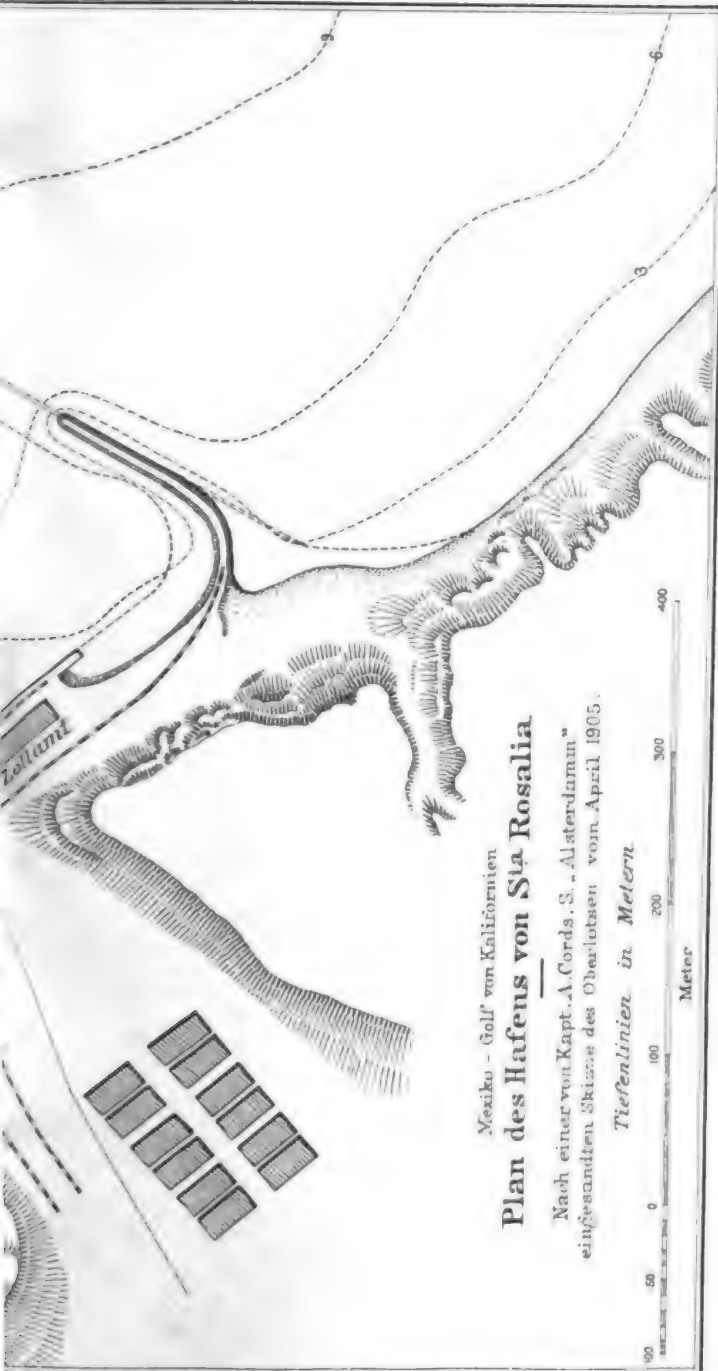 Mexiko - Golf von Kalifornien
Plan des Hafens von Sta Rosalia
Nach einer von Kapt. A. Cords, S. „Alsterdamm"
eingesandten Skizze des Oberlotsen vom April 1905.
Tiefenlinien in Metern
100 50 0 100 200 300 400
Meter
Zollamt
9
6
3